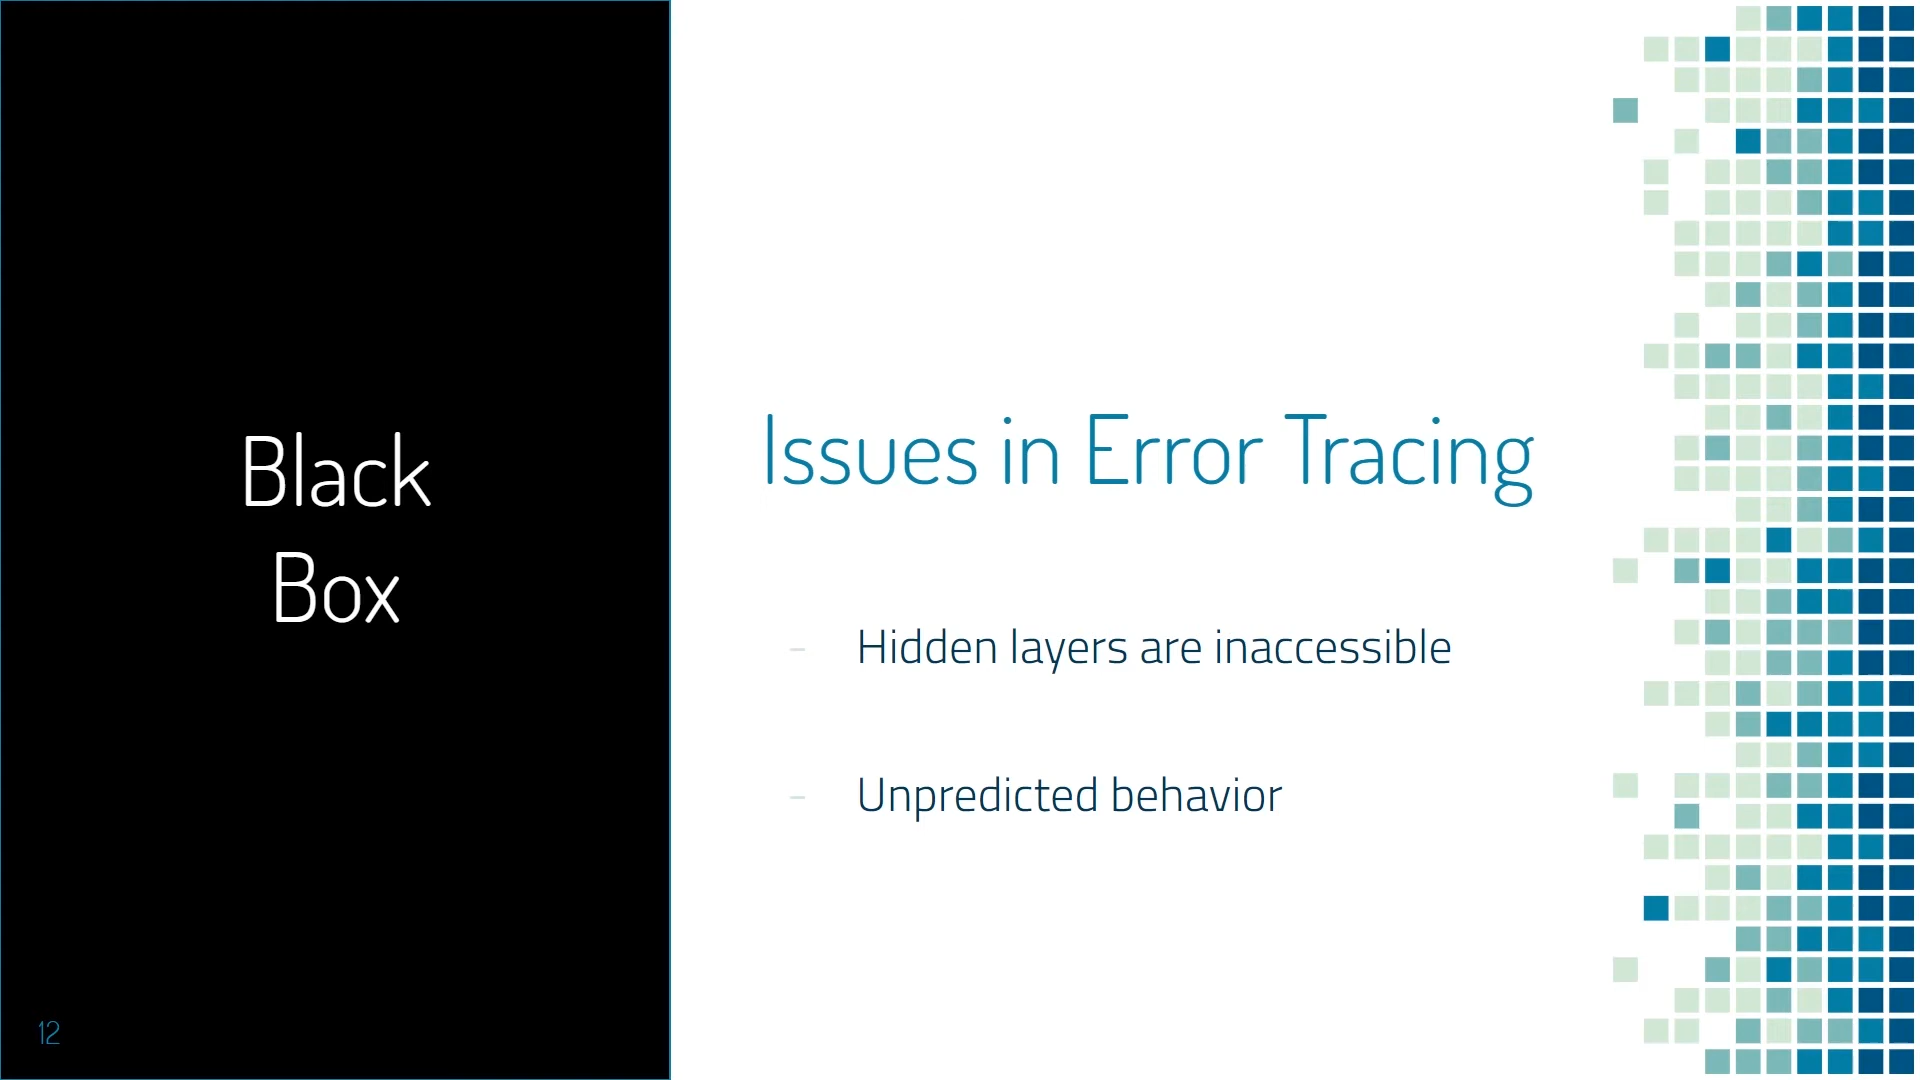 Black
Box
Issues in Error Tracing
- Hidden layers are inaccessible
- Unpredicted behavior
12